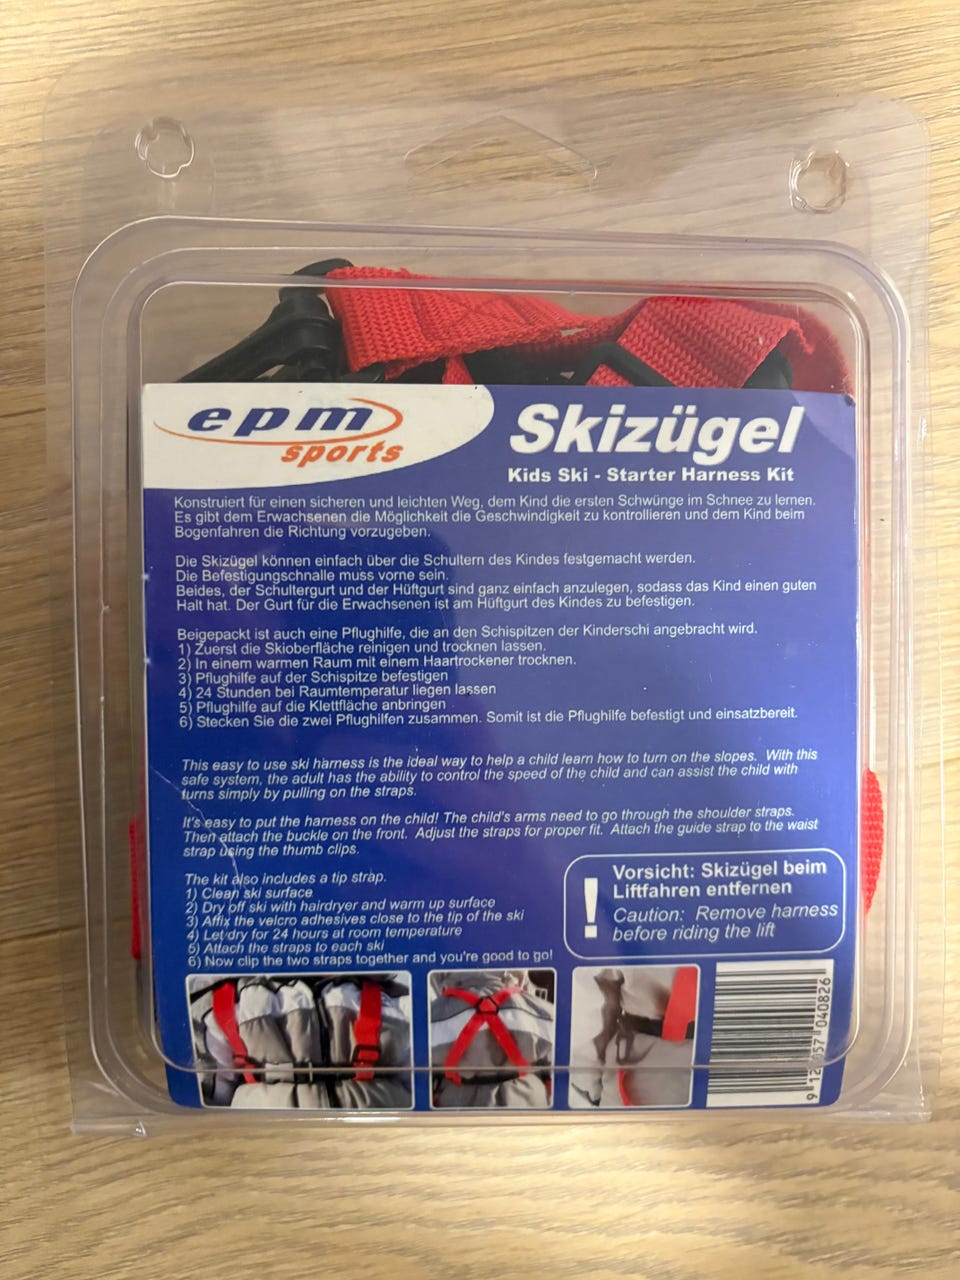 epm
sports
Skizügel
Kids Ski - Starter Harness Kit
Konstruiert für einen sicheren und leichten Weg, dem Kind die ersten Schwünge im Schnee zu lernen.
Es gibt dem Erwachsenen die Möglichkeit die Geschwindigkeit zu kontrollieren und dem Kind beim
Bogenfahren die Richtung vorzugeben.
Die Skizügel können einfach über die Schultern des Kindes festgemacht werden.
Die Befestigungschnalle muss vorne sein.
Beides, der Schultergurt und der Hüftgurt sind ganz einfach anzulegen, sodass das Kind einen guten
Halt hat. Der Gurt für die Erwachsenen ist am Hüftgurt des Kindes zu befestigen.
Beigepackt ist auch eine Pflughilfe, die an den Schispitzen der Kinderschi angebracht wird.
1) Zuerst die Skioberfläche reinigen und trocknen lassen.
2) In einem warmen Raum mit einem Haartrockener trocknen.
3) Pflughilfe auf der Schispitze befestigen
4) 24 Stunden bei Raumtemperatur liegen lassen
5) Pflughilfe auf die Klettfläche anbringen
6) Stecken Sie die zwei Pflughilfen zusammen. Somit ist die Pflughilfe befestigt und einsatzbereit.
This easy to use ski harness is the ideal way to help a child learn how to turn on the slopes. With this
safe system, the adult has the ability to control the speed of the child and can assist the child with
turns simply by pulling on the straps.
It's easy to put the harness on the child! The child's arms need to go through the shoulder straps.
Then attach the buckle on the front. Adjust the straps for proper fit. Attach the guide strap to the waist
strap using the thumb clips.
The kit also includes a tip strap.
1) Clean ski surface
2) Dry off ski with hairdryer and warm up surface
3) Affix the velcro adhesives close to the tip of the ski
4) Let dry for 24 hours at room temperature
5) Attach the straps to each ski
6) Now clip the two straps together and you're good to go!
! Vorsicht: Skizügel beim
Liftfahren entfernen
Caution: Remove harness
before riding the lift
040826